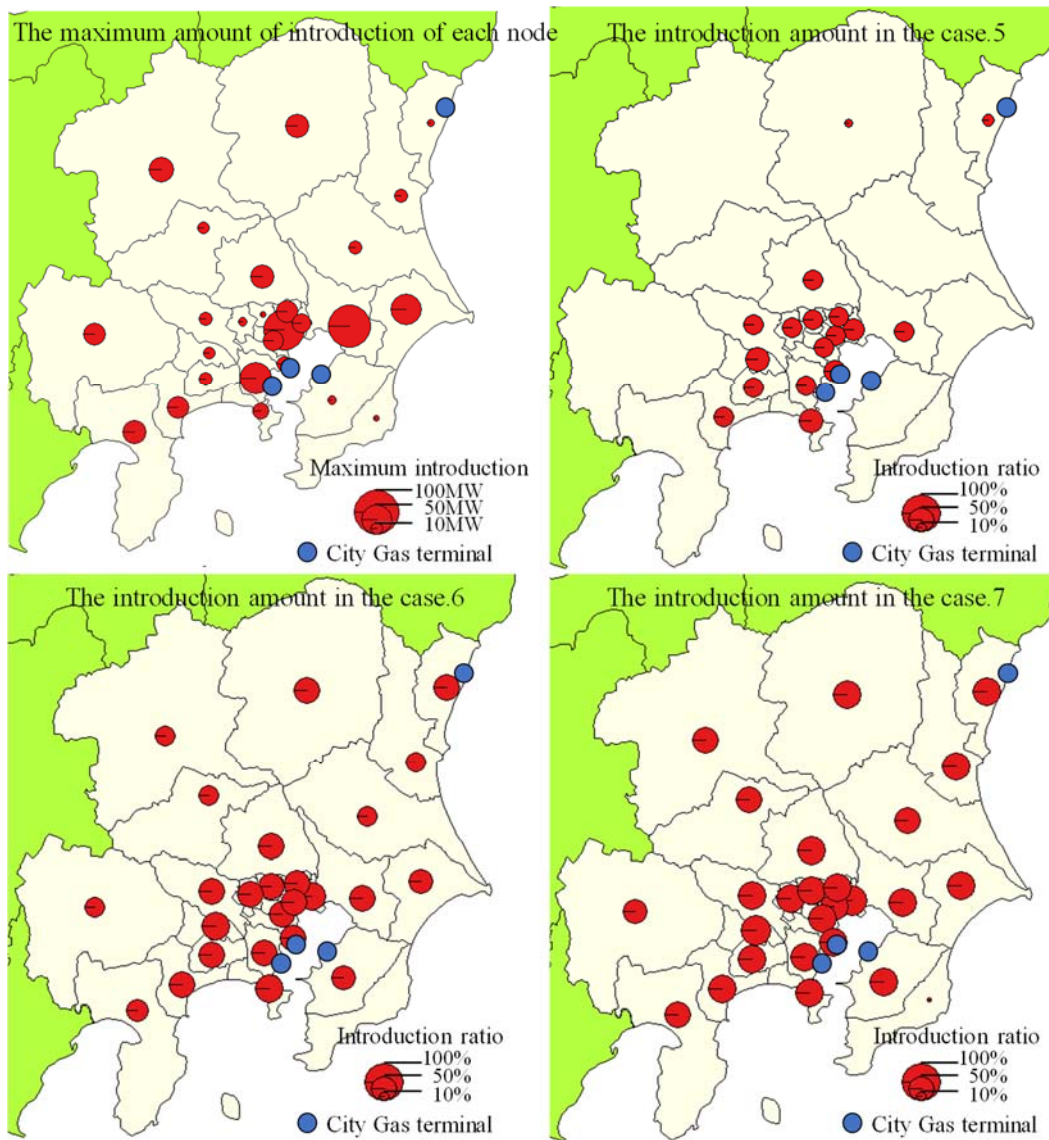 The maximum amount of introduction of each node
Maximum introduction
100MW
50MW
10MW
City Gas terminal
The introduction amount in the case.5
Introduction ratio
100%
50%
10%
City Gas terminal
The introduction amount in the case.6
Introduction ratio
100%
50%
10%
City Gas terminal
The introduction amount in the case.7
Introduction ratio
100%
50%
10%
City Gas terminal